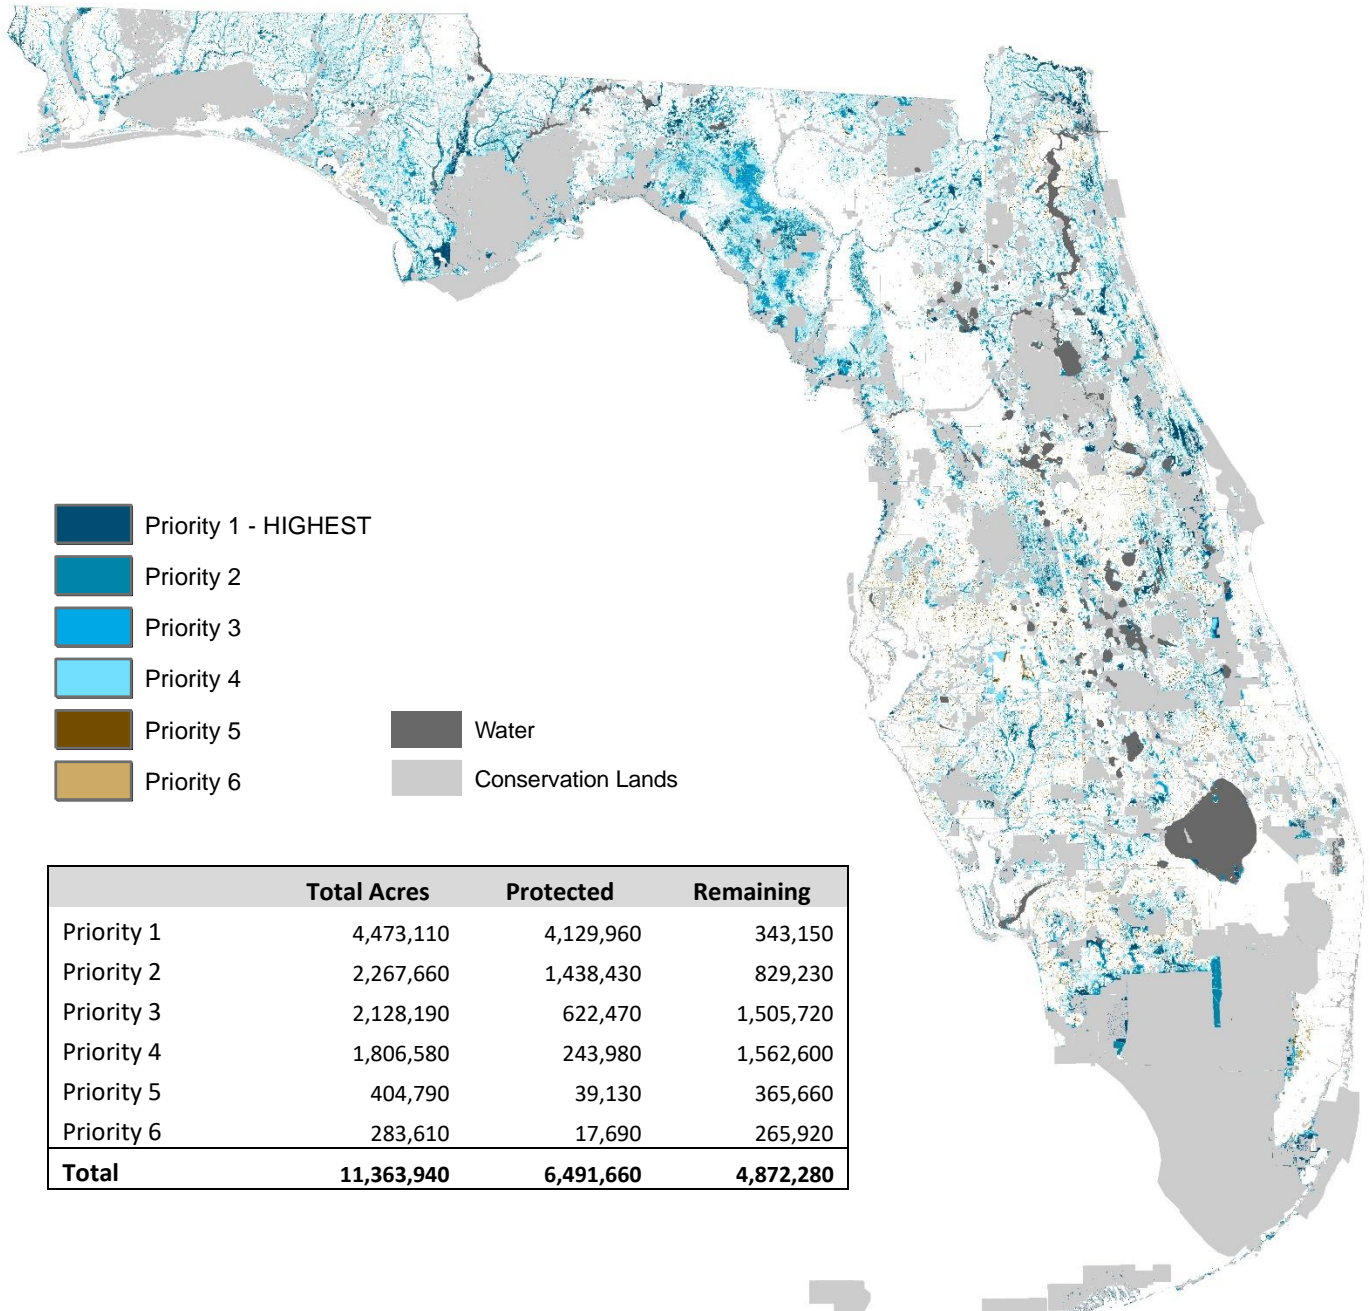 Priority 1 - HIGHEST
Priority 2
Priority 3
Priority 4
Priority 5
Priority 6
Water
Conservation Lands
Total Acres Protected Remaining
Priority 1 4,473,110 4,129,960 343,150
Priority 2 2,267,660 1,438,430 829,230
Priority 3 2,128,190 622,470 1,505,720
Priority 4 1,806,580 243,980 1,562,600
Priority 5 404,790 39,130 365,660
Priority 6 283,610 17,690 265,920
Total 11,363,940 6,491,660 4,872,280